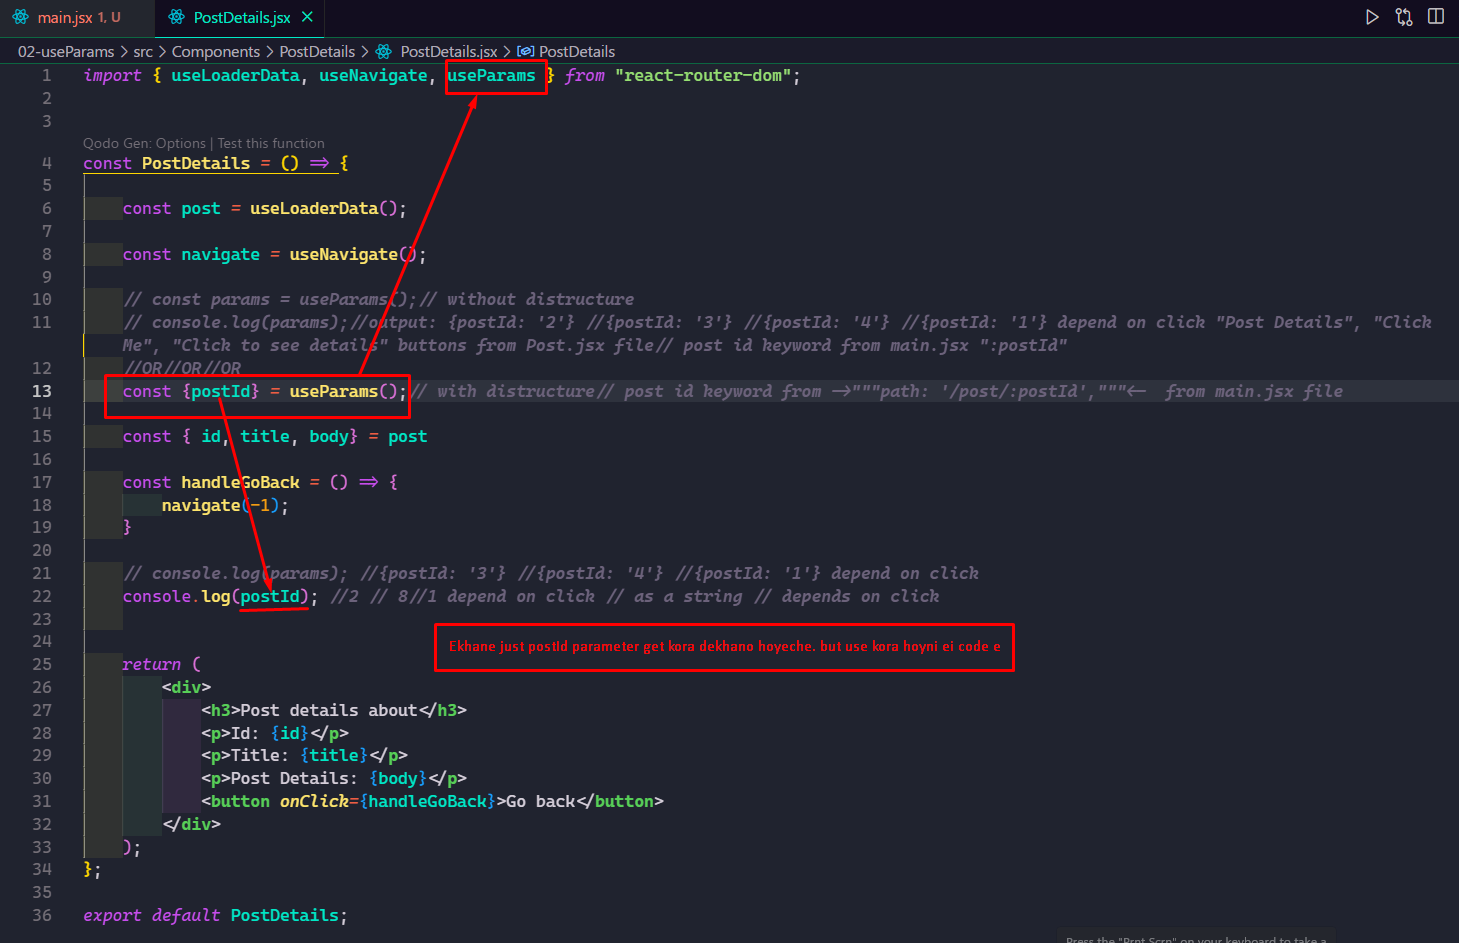 main.jsx 1, U
PostDetails.jsx
02-useParams > src > Components > PostDetails > PostDetails.jsx > PostDetails
1 import { useLoaderData, useNavigate, useParams } from "react-router-dom";
2
3
Qodo Gen: Options | Test this function
4 const PostDetails = () => {
5
6 const post = useLoaderData();
7
8 const navigate = useNavigate();
9
10 // const params = useParams();// without distructure
11 // console.log(params);//output: {postId: '2'} //{postId: '3'} //{postId: '4'} //{postId: '1'} depend on click "Post Details", "Click
Me", "Click to see details" buttons from Post.jsx file// post id keyword from main.jsx ":postId"
12 //OR//OR//OR
13 const {postId} = useParams();// with distructure// post id keyword from ->"""path: '/post/:postId',"""<- from main.jsx file
14
15 const { id, title, body} = post
16
17 const handleGoBack = () => {
18 navigate(-1);
19 }
20
21 // console.log(params); //{postId: '3'} //{postId: '4'} //{postId: '1'} depend on click
22 console.log(postId); //2 // 8//1 depend on click // as a string // depends on click
23
24
Ekhane just postId parameter get kora dekhano hoyeche. but use kora hoyni ei code e
25 return (
26 <div>
27 <h3>Post details about</h3>
28 <p>Id: {id}</p>
29 <p>Title: {title}</p>
30 <p>Post Details: {body}</p>
31 <button onClick={handleGoBack}>Go back</button>
32 </div>
33 );
34 };
35
36 export default PostDetails;
Press the "Prnt Scrn" on your keyboard to take a